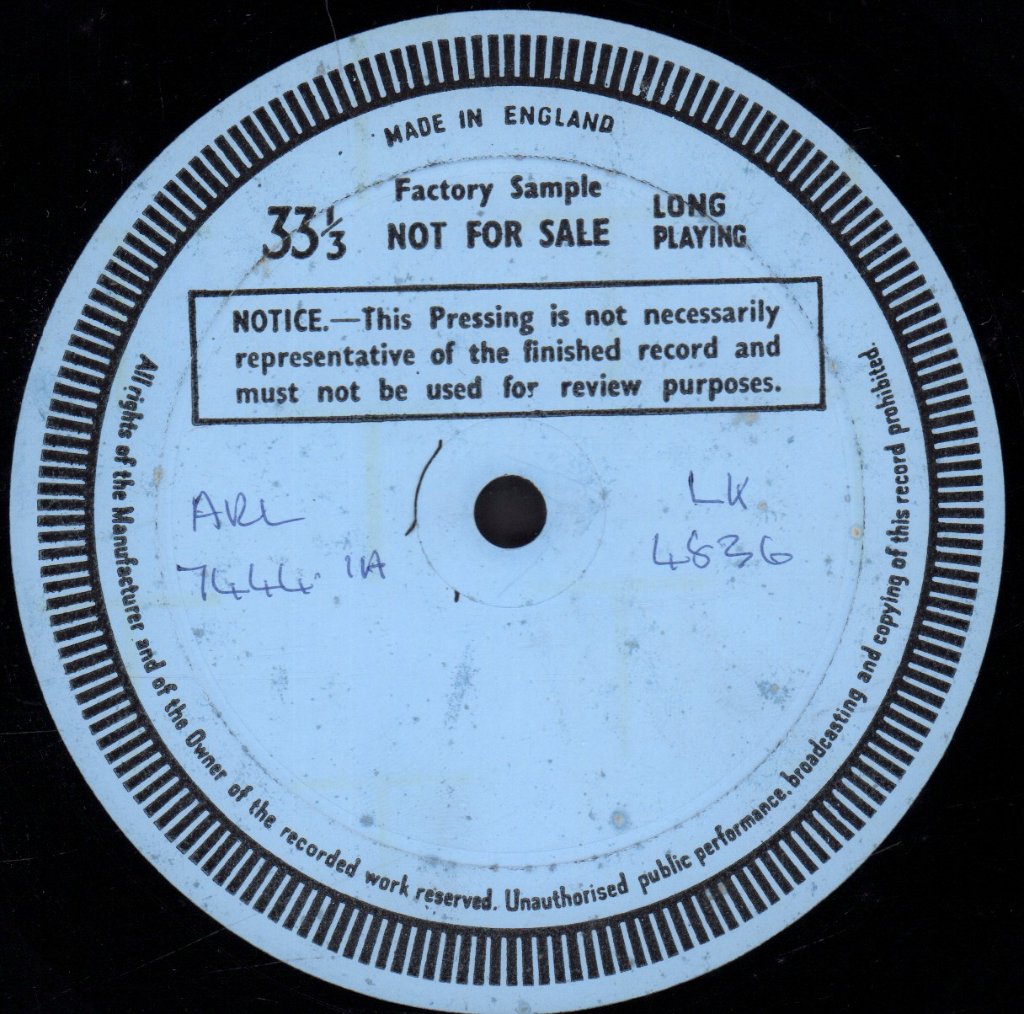 MADE IN ENGLAND
Factory Sample
33⅓ NOT FOR SALE LONG PLAYING
NOTICE.—This Pressing is not necessarily
representative of the finished record and
must not be used for review purposes.
ARL
7444. 1A
LK
4836
All rights of the Manufacturer and of the Owner of the recorded work reserved. Unauthorised public performance, broadcasting and copying of this record prohibited.